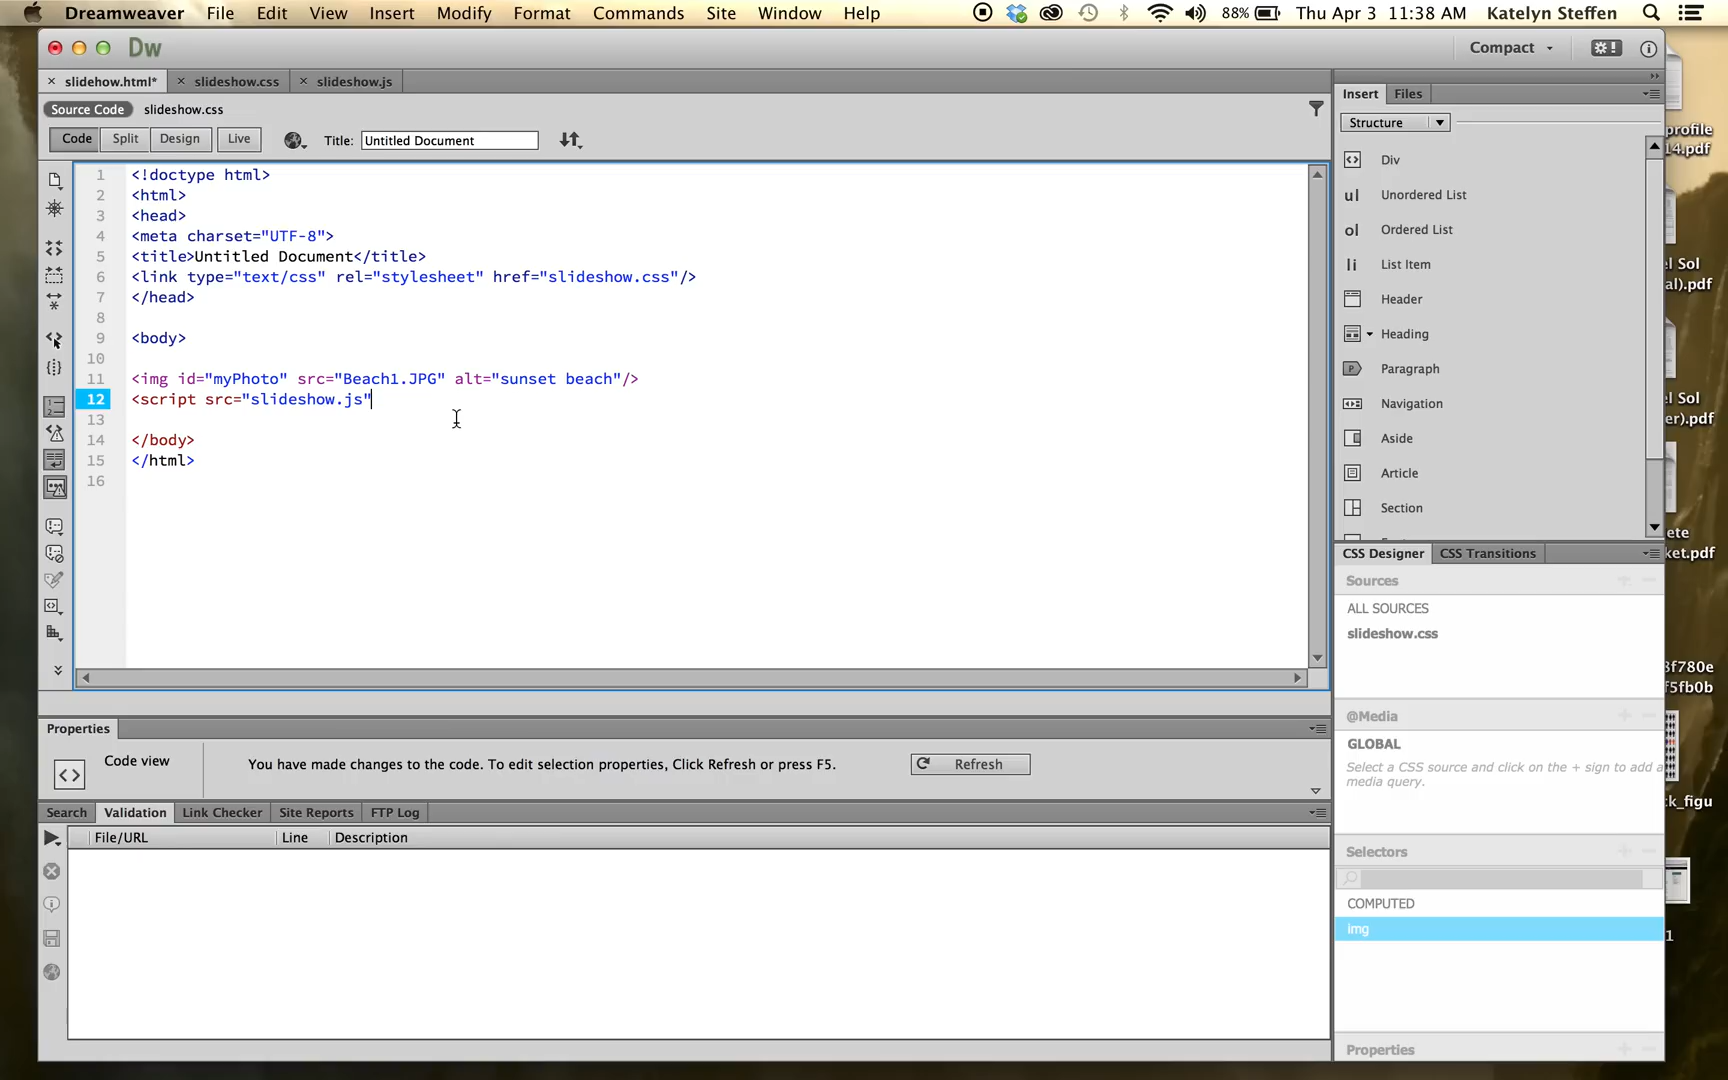 Dreamweaver File Edit View Insert Modify Format Commands Site Window Help 88% Thu Apr 3 11:38 AM Katelyn Steffen
Dw Compact
slidehow.html* slideshow.css slideshow.js
Insert Files
Source Code slideshow.css
Structure
Code Split Design Live Title: Untitled Document
profile
14.pdf
Div
ul Unordered List
ol Ordered List
li List Item
Header
Heading
Paragraph
Navigation
Aside
Article
Section
el Sol
al).pdf
el Sol
er).pdf
ete
ket.pdf
1 <!doctype html>
2 <html>
3 <head>
4 <meta charset="UTF-8">
5 <title>Untitled Document</title>
6 <link type="text/css" rel="stylesheet" href="slideshow.css"/>
7 </head>
8
9 <body>
10
11 <img id="myPhoto" src="Beach1.JPG" alt="sunset beach"/>
12 <script src="slideshow.js"
13
14 </body>
15 </html>
16
CSS Designer CSS Transitions
Sources
ALL SOURCES
slideshow.css
3f780e
f5fb0b
@Media
GLOBAL
Select a CSS source and click on the + sign to add a
media query.
ck_figu
Selectors
COMPUTED
img
1
Properties
Properties
Code view You have made changes to the code. To edit selection properties, Click Refresh or press F5. Refresh
Search Validation Link Checker Site Reports FTP Log
File/URL Line Description